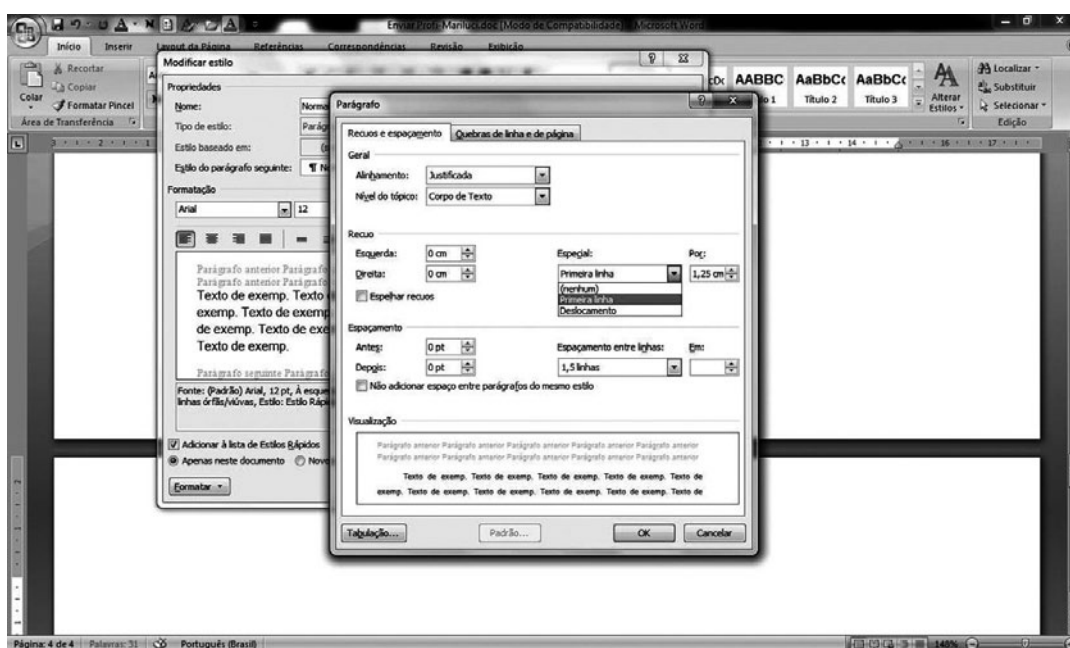 Enviar Profs-Mariluci.doc (Modo de Compatibilidade) - Microsoft Word
Início Inserir Layout da Página Referências Correspondências Revisão Exibição
Recortar
Copiar
Formatar Pincel
Colar
Área de Transferência
AABBC AaBbCc AaBbCc
Título 2 Título 3
Alterar Estilos
Localizar
Substituir
Selecionar
Edição
Modificar estilo
Propriedades
Nome: Norma
Tipo de estilo: Parág
Estilo baseado em:
Estilo do parágrafo seguinte:
Formatação
Arial 12
Parágrafo anterior Parágrafo
Parágrafo anterior Parágrafo
Texto de exemp. Texto
exemp. Texto de exemp
de exemp. Texto de exe
Texto de exemp.
Parágrafo seguinte Parágrafo
Fonte: (Padrão) Arial, 12 pt, À esque
linhas órfãs/viúvas, Estilo: Estilo Ráp
Adicionar à lista de Estilos Rápidos
Apenas neste documento Novo
Formatar
Parágrafo
Recuos e espaçamento Quebras de linha e de página
Geral
Alinhamento: Justificada
Nível do tópico: Corpo de Texto
Recuo
Esquerda: 0 cm Especial: Por:
Direita: 0 cm Primeira linha 1,25 cm
(nenhum)
Primeira linha
Deslocamento
Espelhar recuos
Espaçamento
Antes: 0 pt Espaçamento entre linhas: Em:
Depois: 0 pt 1,5 linhas
Não adicionar espaço entre parágrafos do mesmo estilo
Visualização
Parágrafo anterior Parágrafo anterior Parágrafo anterior Parágrafo anterior Parágrafo anterior
Parágrafo anterior Parágrafo anterior Parágrafo anterior Parágrafo anterior Parágrafo anterior
Texto de exemp. Texto de exemp. Texto de exemp. Texto de exemp. Texto de
exemp. Texto de exemp. Texto de exemp. Texto de exemp. Texto de exemp. Texto de
Tabulação... Padrão... OK Cancelar
Página: 4 de 4 Palavras: 31 Português (Brasil) 140%